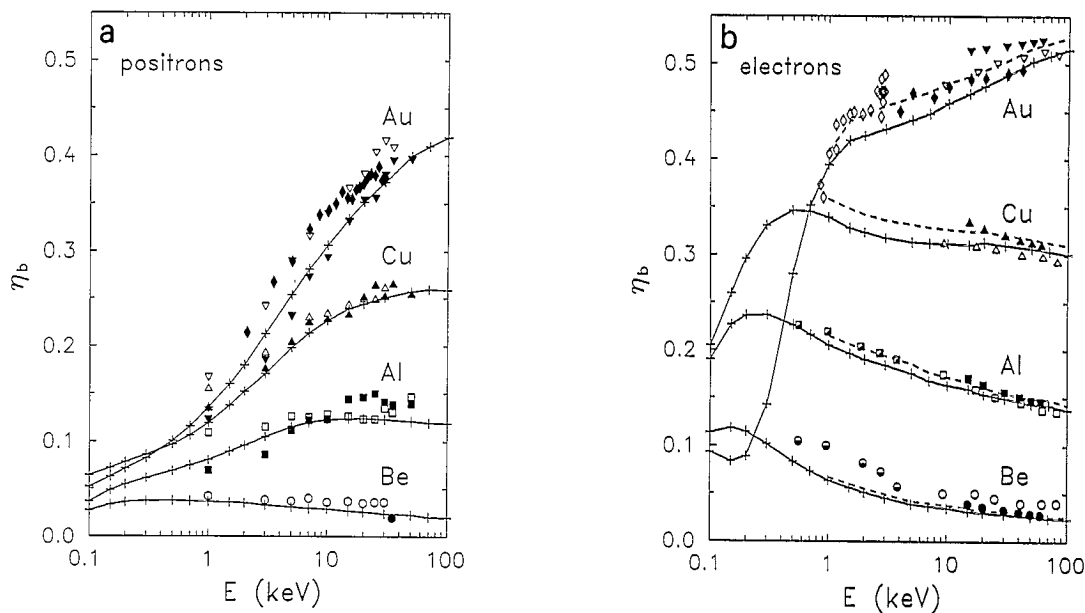 a
positrons
Au
Cu
Al
Be
0.5
0.4
0.3
0.2
0.1
0.0
η_b
0.1
1
10
100
E (keV)
b
electrons
Au
Cu
Al
Be
0.5
0.4
0.3
0.2
0.1
0.0
η_b
0.1
1
10
100
E (keV)